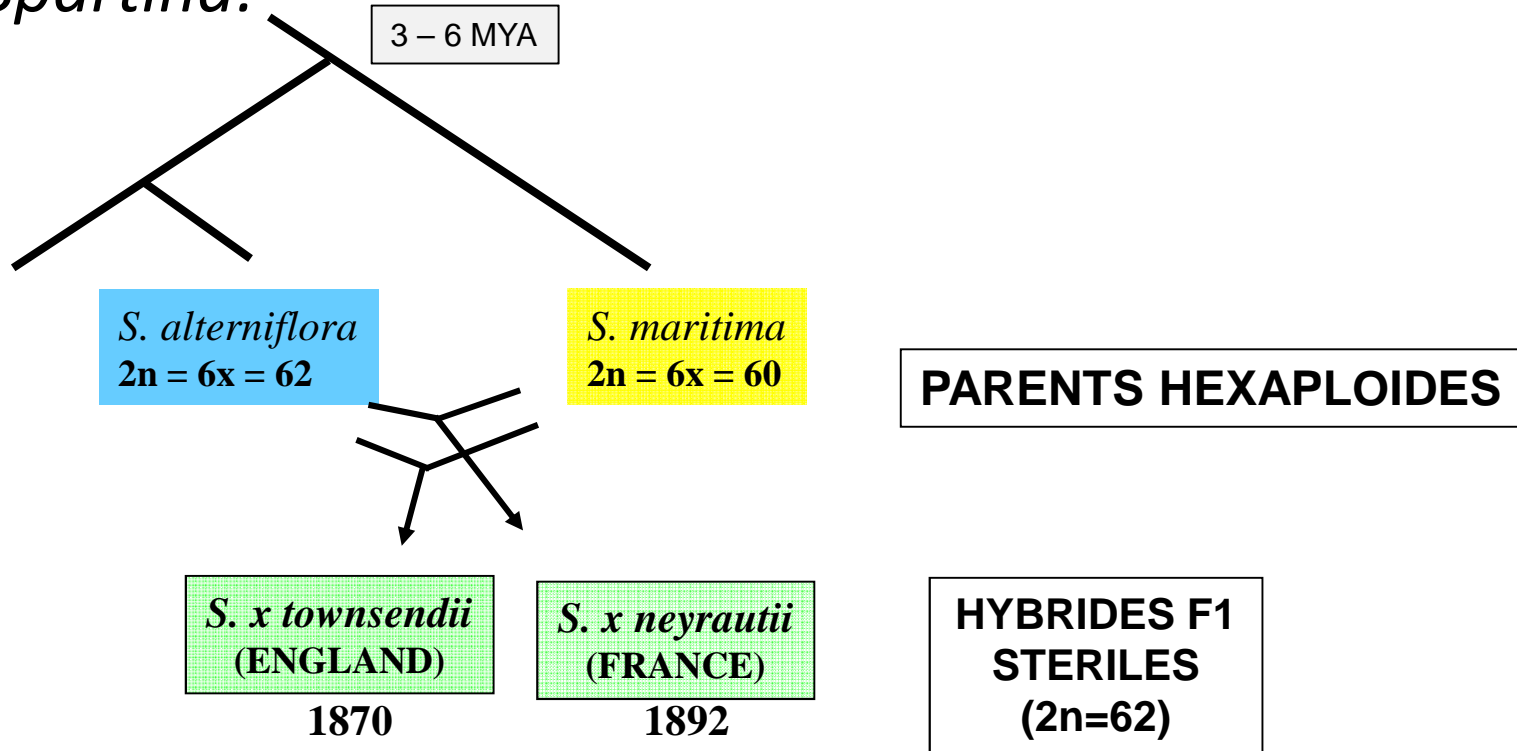 Spartina:
3 – 6 MYA
S. alterniflora
2n = 6x = 62
S. maritima
2n = 6x = 60
PARENTS HEXAPLOIDES
S. x townsendii
(ENGLAND)
1870
S. x neyrautii
(FRANCE)
1892
HYBRIDES F1
STERILES
(2n=62)